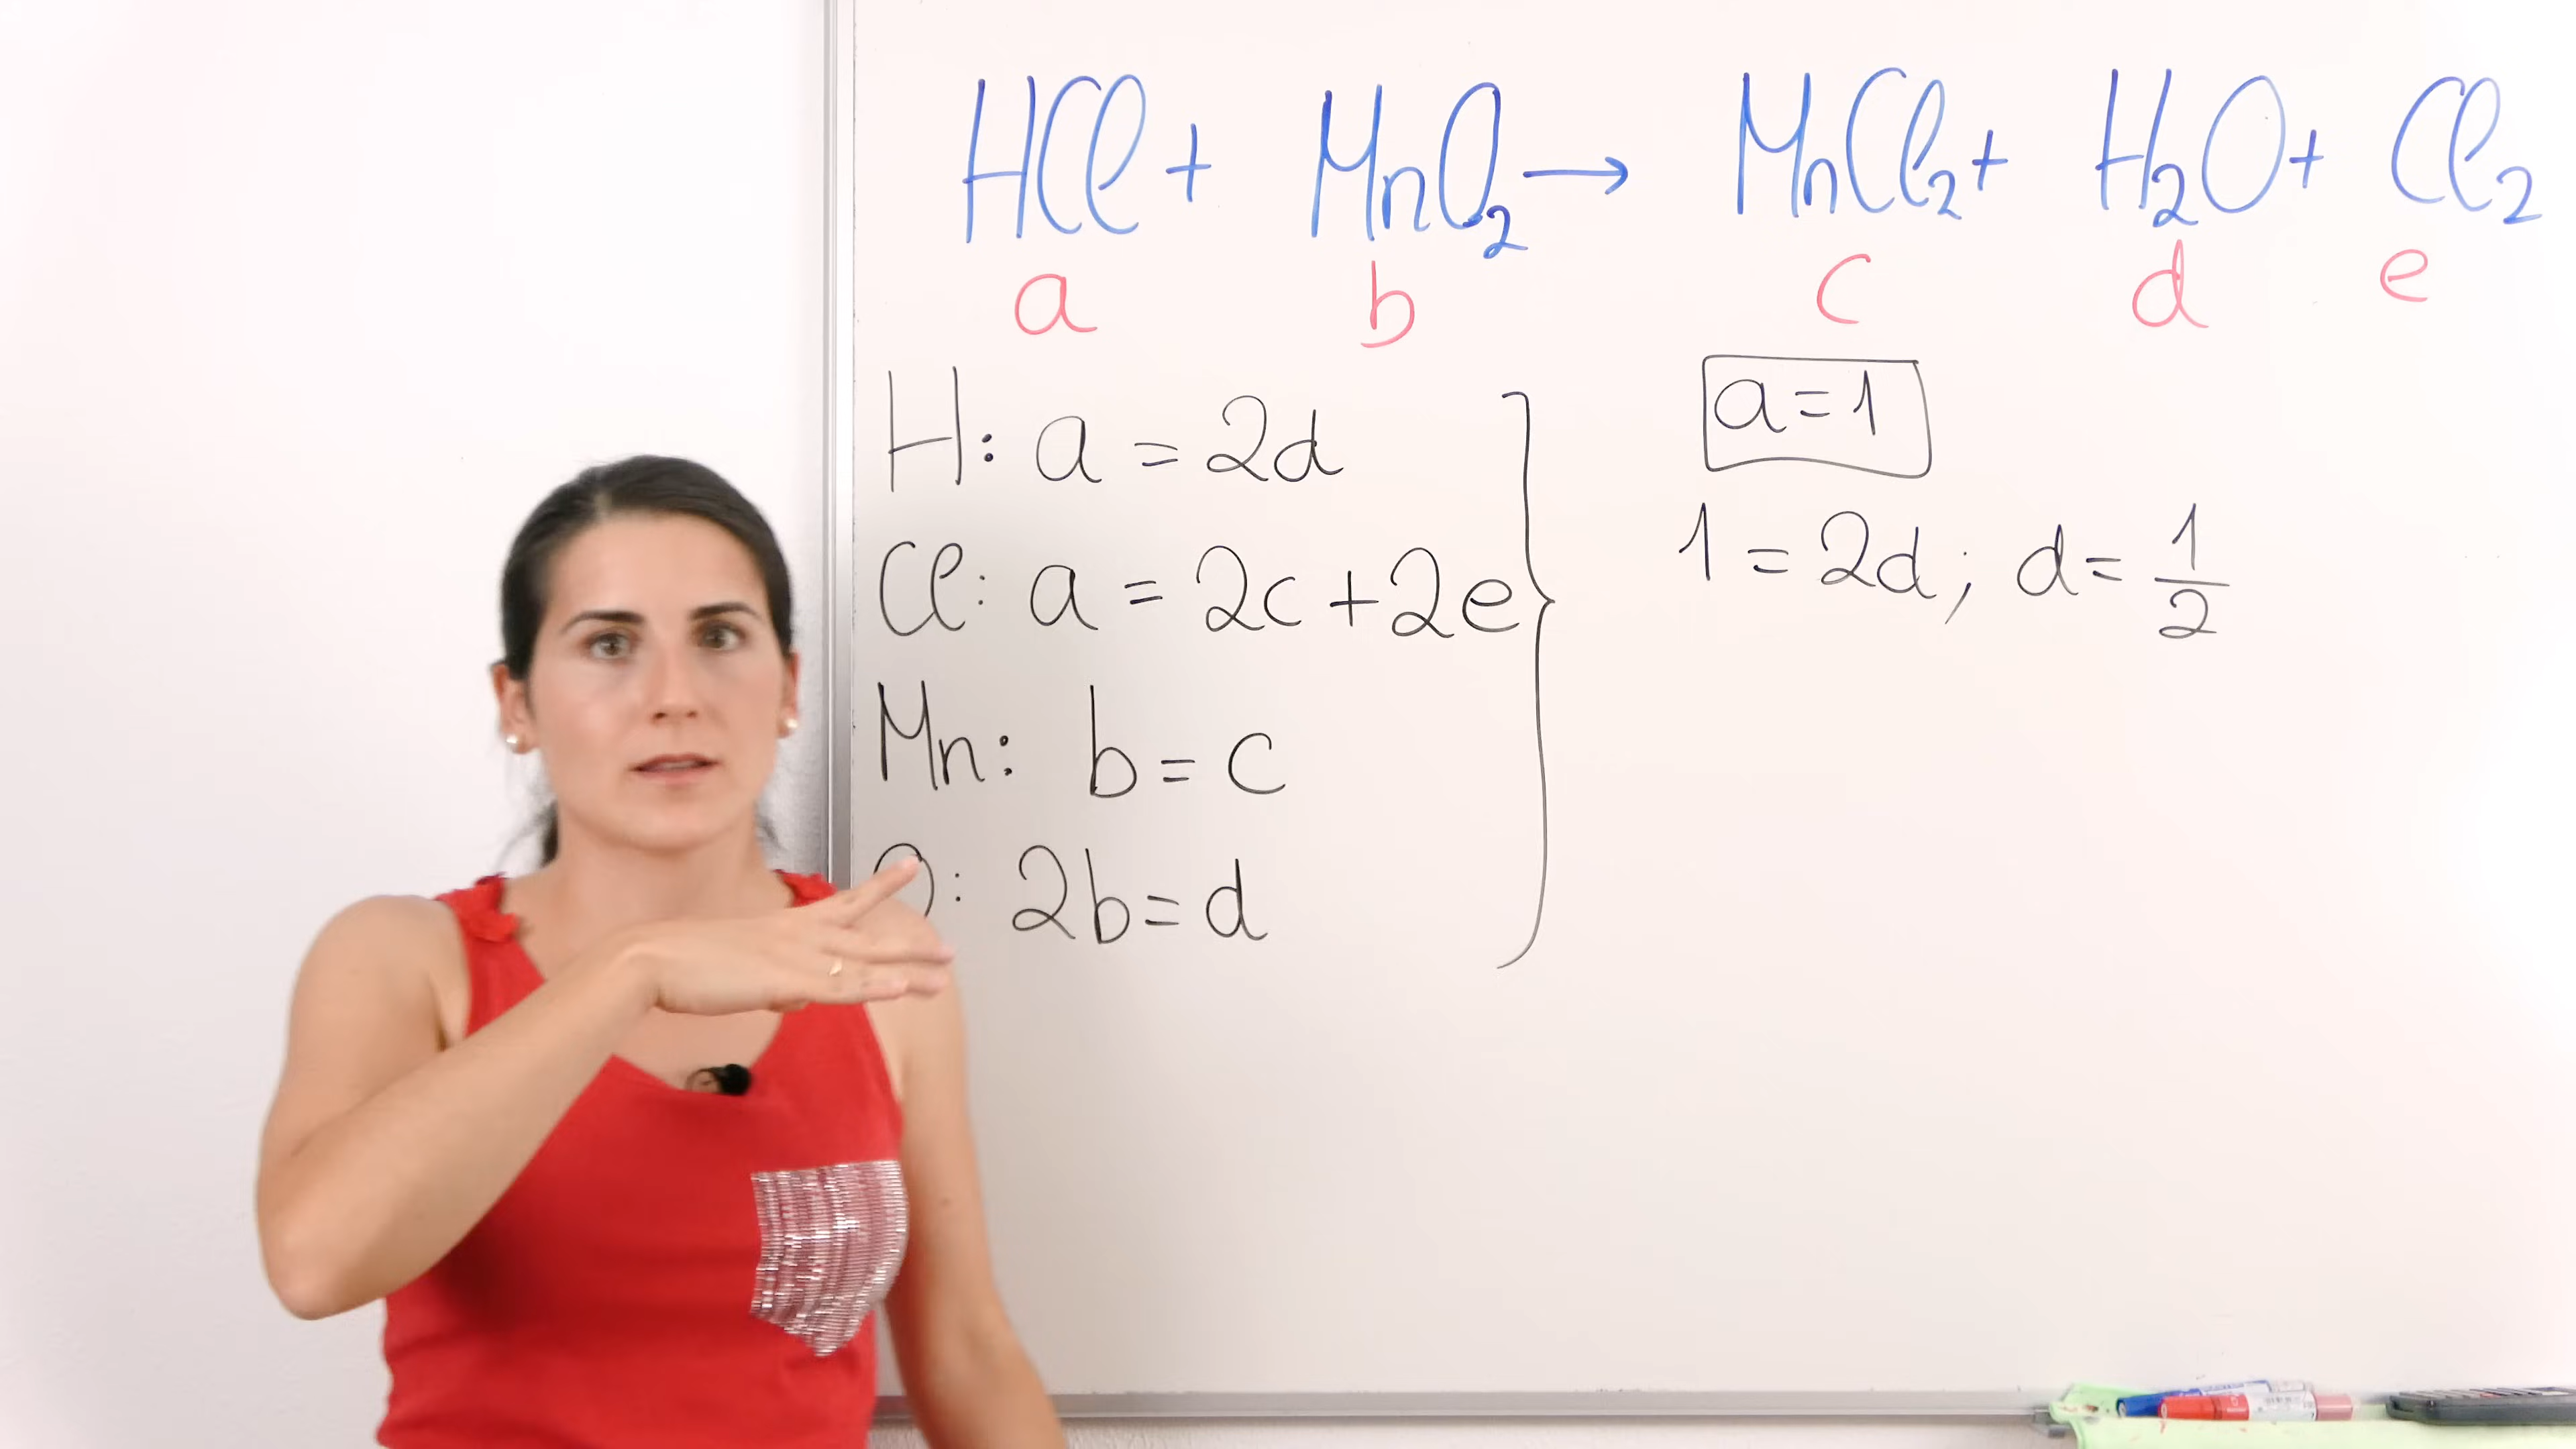 HCl + MnO₂ → MnCl₂ + H₂O + Cl₂
a b c d e
H: a = 2d
Cl: a = 2c + 2e
Mn: b = c
O: 2b = d
a = 1
1 = 2d; d = 1/2